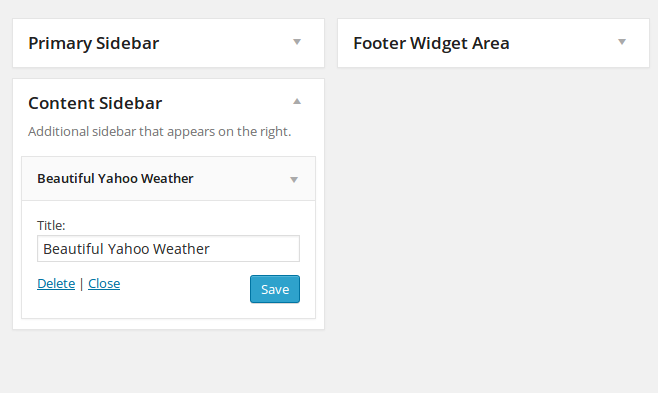 Primary Sidebar
Footer Widget Area
Content Sidebar
Additional sidebar that appears on the right.
Beautiful Yahoo Weather
Title:
Beautiful Yahoo Weather
Delete | Close
Save